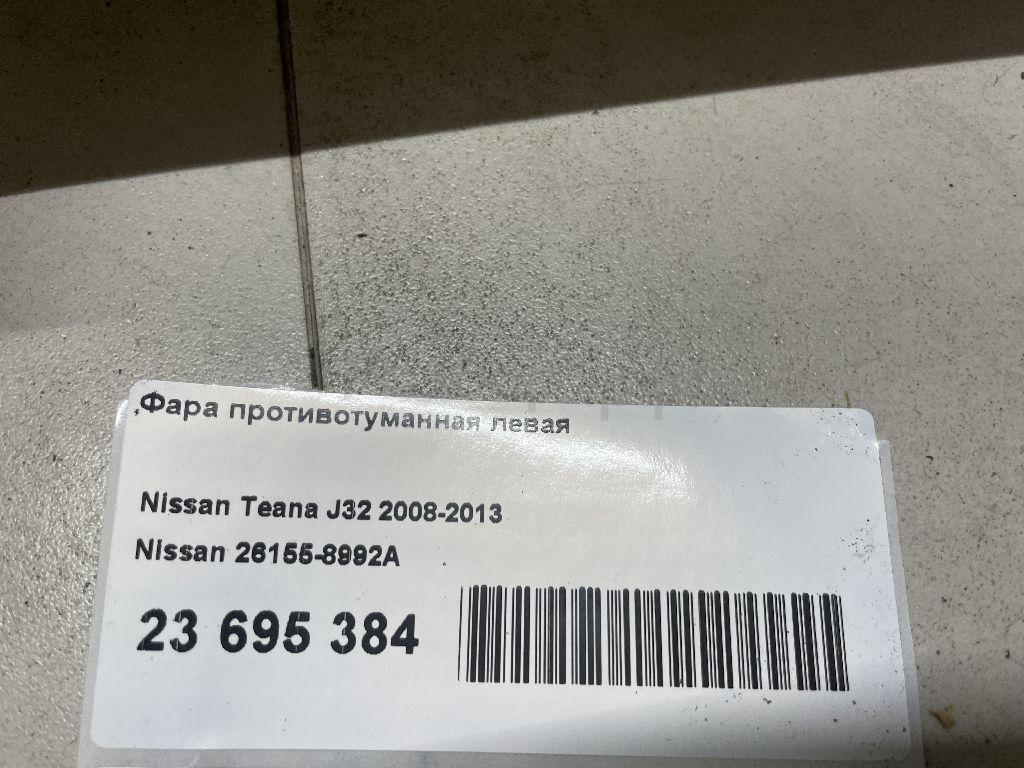 Фара противотуманная левая
Nissan Teana J32 2008-2013
Nissan 26155-8992A
23 695 384